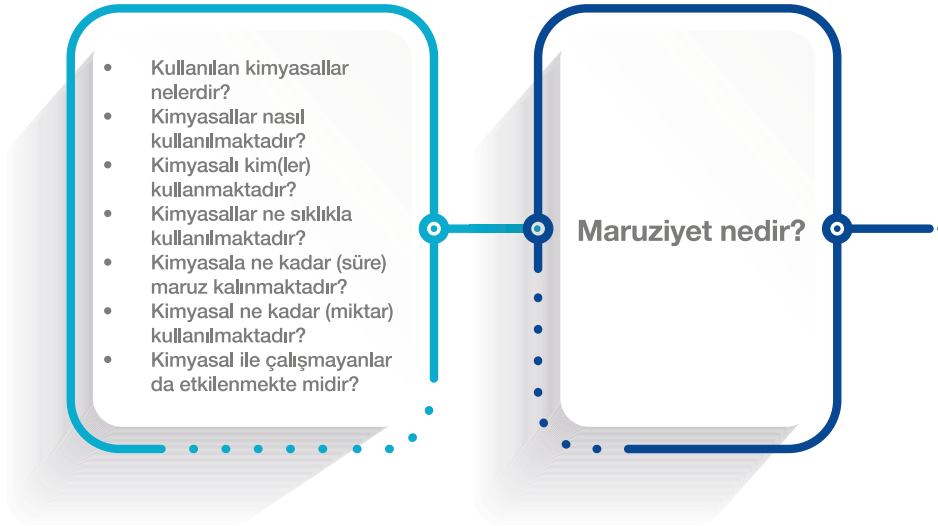 • Kullanılan kimyasallar
nelerdir?
• Kimyasallar nasıl
kullanılmaktadır?
• Kimyasalı kim(ler)
kullanmaktadır?
• Kimyasallar ne sıklıkla
kullanılmaktadır?
• Kimyasala ne kadar (süre)
maruz kalınmaktadır?
• Kimyasal ne kadar (miktar)
kullanılmaktadır?
• Kimyasal ile çalışmayanlar
da etkilenmekte midir?
Maruziyet nedir?